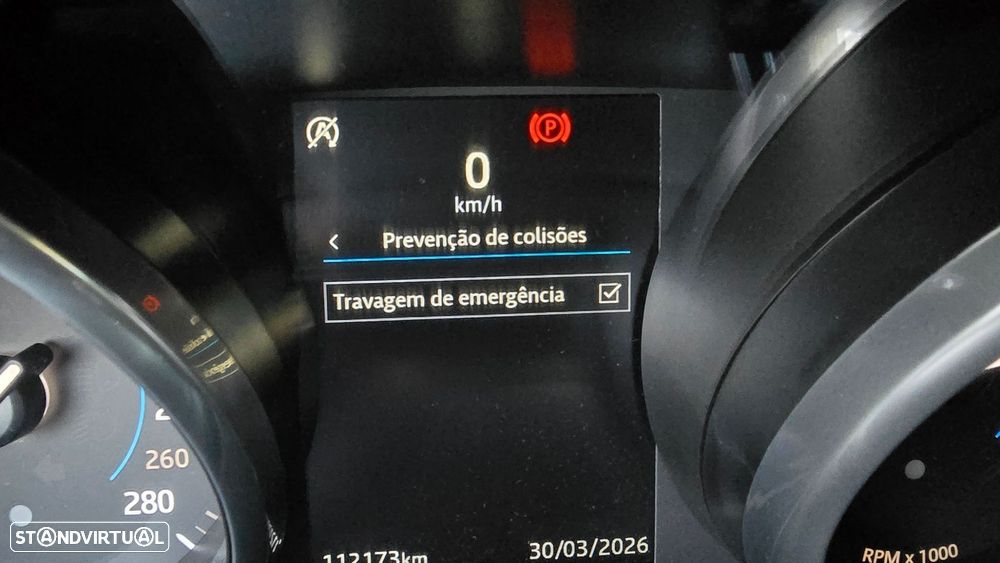 P
0
km/h
Prevenção de colisões
Travagem de emergência
260
280
112173km
30/03/2026
RPM x 1000
STANDVIRTUAL